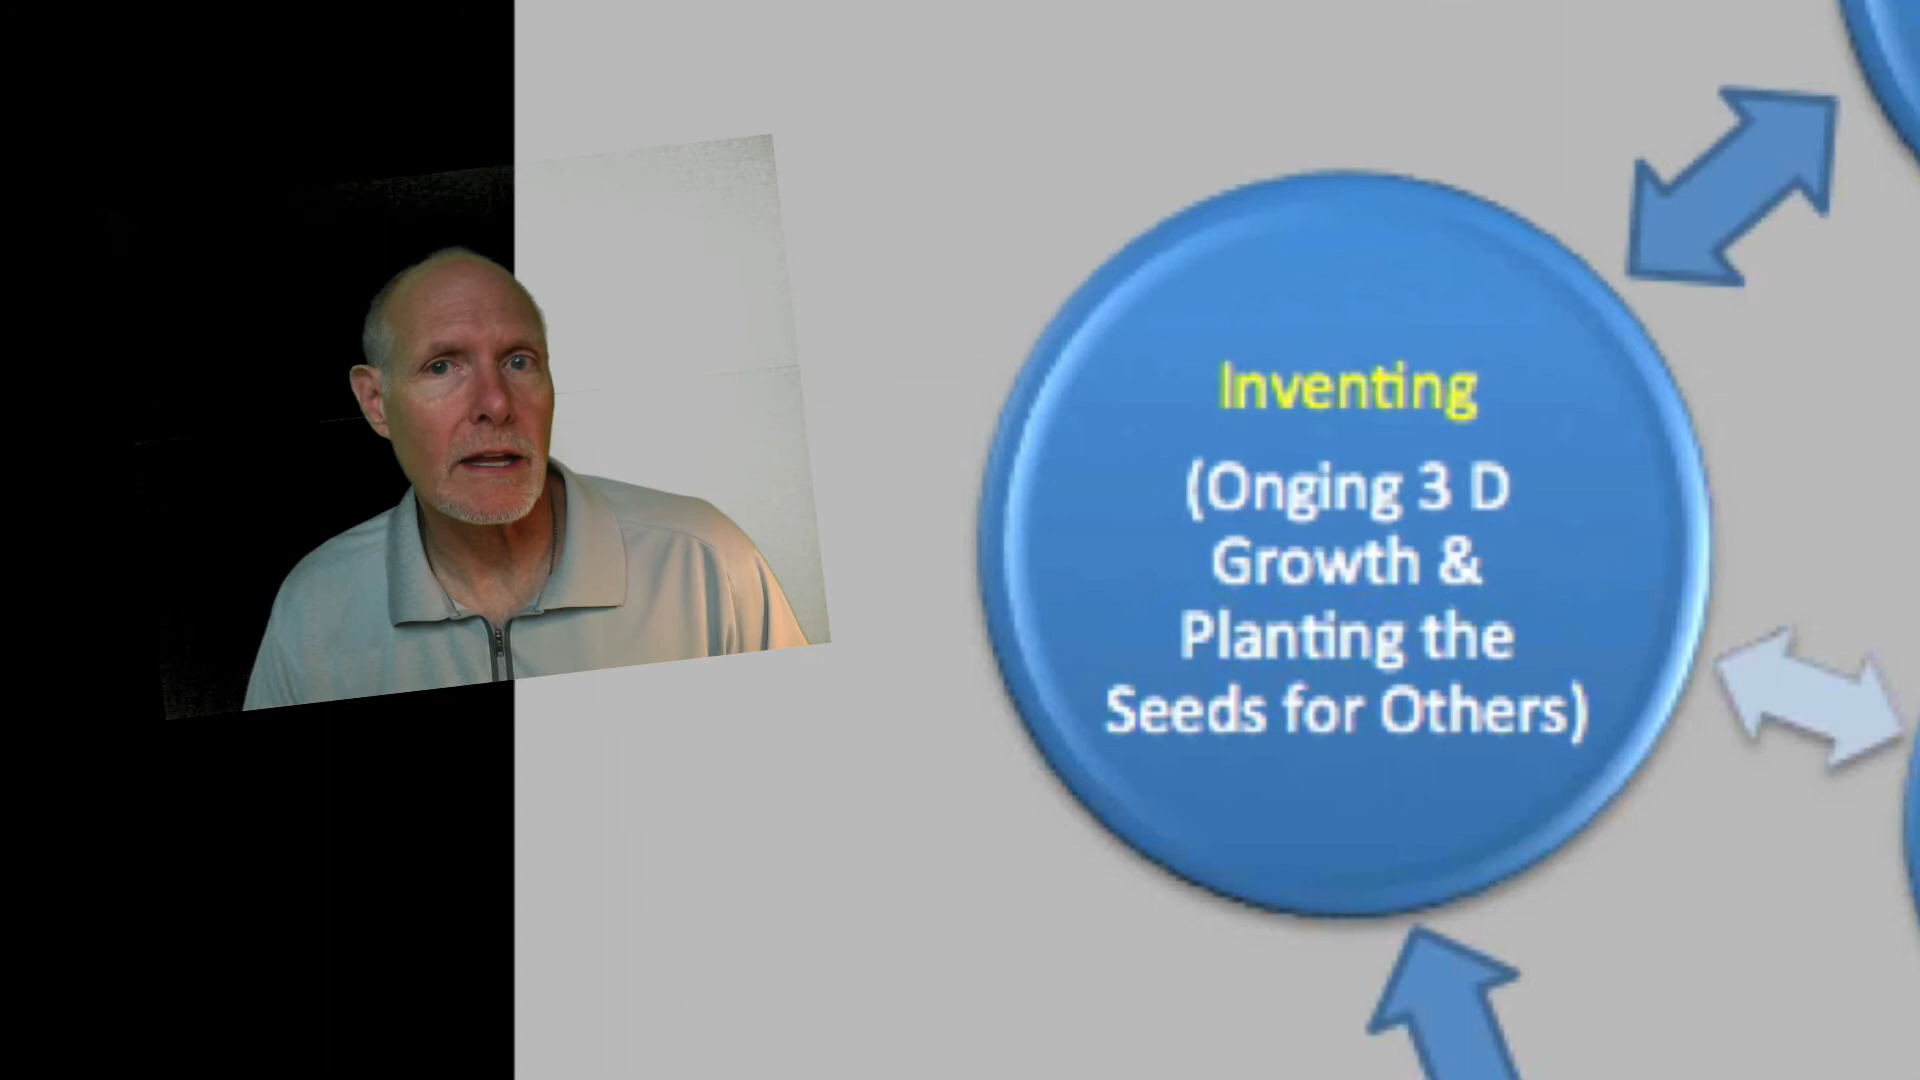 Inventing
(Onging 3 D
Growth &
Planting the
Seeds for Others)